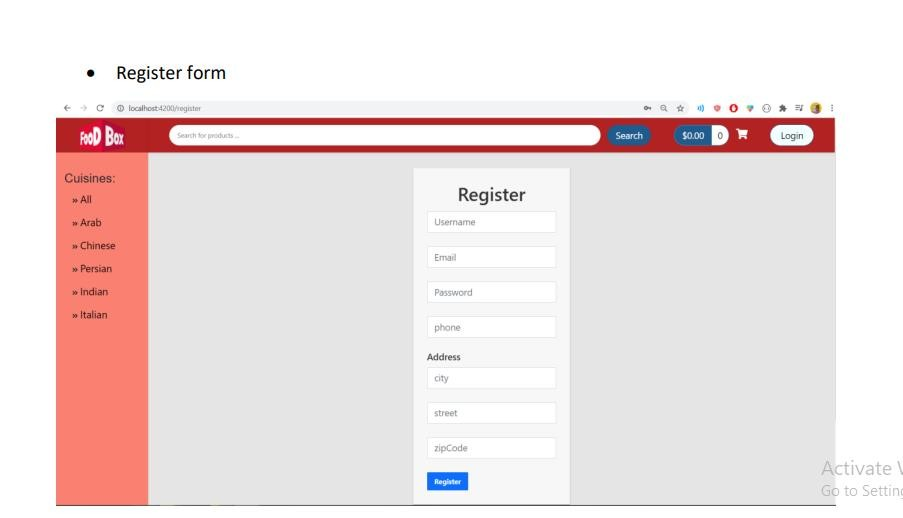 • Register form
localhost:4200/register
FooD Box
Search for products ...
Search
$0.00 0
Login
Cuisines:
» All
» Arab
» Chinese
» Persian
» Indian
» Italian
Register
Username
Email
Password
phone
Address
city
street
zipCode
Register
Activate
Go to Setting